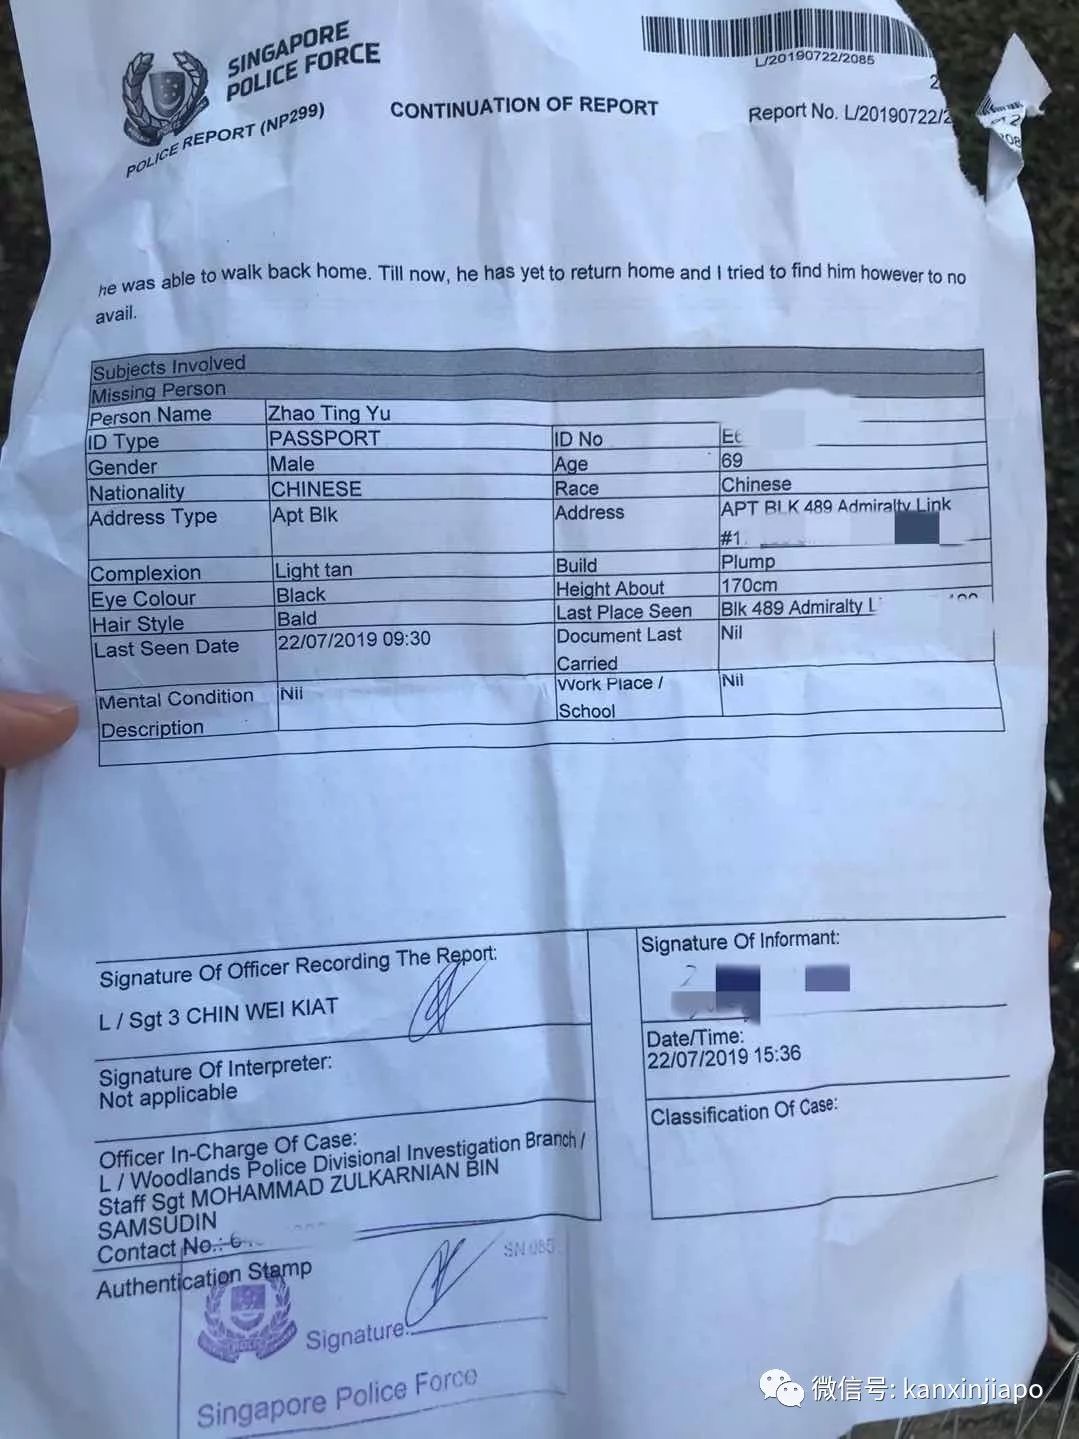 SINGAPORE
POLICE FORCE
POLICE REPORT (NP299)
CONTINUATION OF REPORT
L/20190722/2085
2
Report No. L/20190722/2
he was able to walk back home. Till now, he has yet to return home and I tried to find him however to no
avail.
Subjects Involved
Missing Person
Person Name Zhao Ting Yu
ID Type PASSPORT ID No E
Gender Male Age 69
Nationality CHINESE Race Chinese
Address Type Apt Blk Address APT BLK 489 Admiralty Link
#1
Complexion Light tan Build Plump
Eye Colour Black Height About 170cm
Hair Style Bald Last Place Seen Blk 489 Admiralty L
Last Seen Date 22/07/2019 09:30 Document Last Nil
Carried
Mental Condition Nil Work Place / Nil
Description School
Signature Of Officer Recording The Report:
L / Sgt 3 CHIN WEI KIAT
Signature Of Informant:
Signature Of Interpreter:
Not applicable
Date/Time:
22/07/2019 15:36
Classification Of Case:
Officer In-Charge Of Case:
L / Woodlands Police Divisional Investigation Branch /
Staff Sgt MOHAMMAD ZULKARNIAN BIN
SAMSUDIN
Contact No.: 6
Authentication Stamp
SN 085
Signature:
Singapore Police Force
微信号: kanxinjiapo